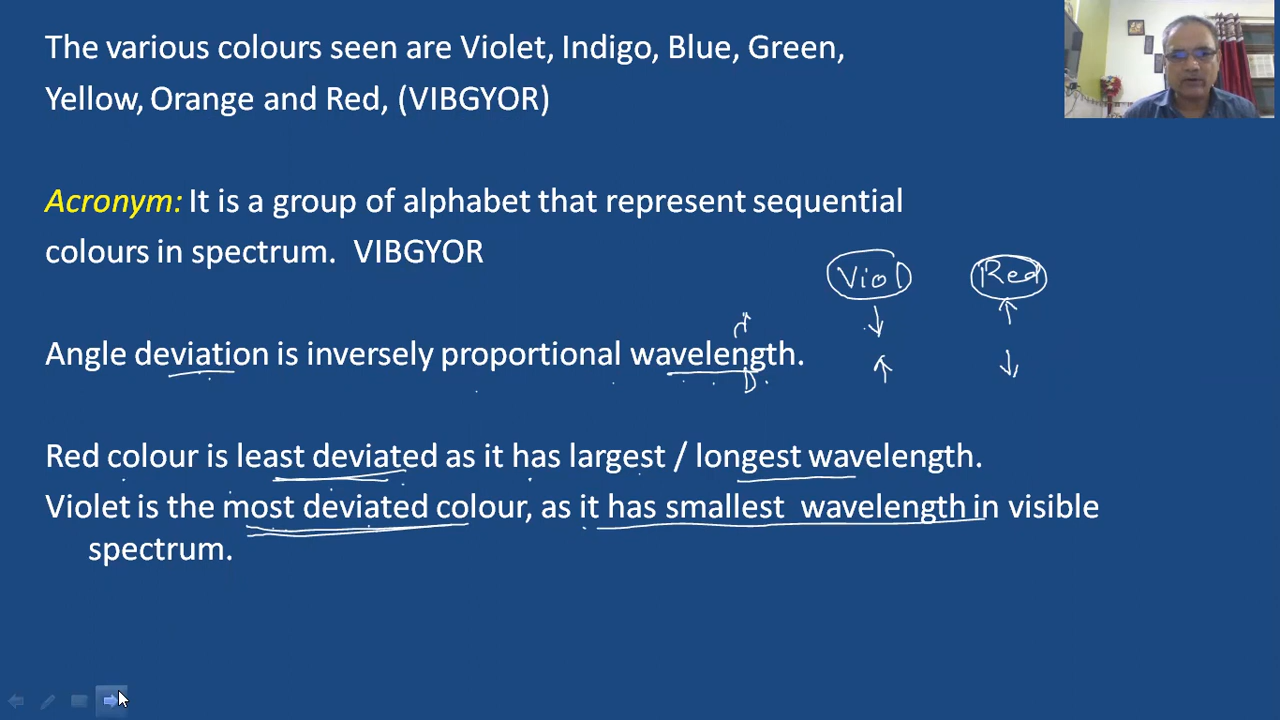 The various colours seen are Violet, Indigo, Blue, Green,
Yellow, Orange and Red, (VIBGYOR)
Acronym: It is a group of alphabet that represent sequential
colours in spectrum. VIBGYOR
Viol Red
Angle deviation is inversely proportional wavelength.
D
Red colour is least deviated as it has largest / longest wavelength.
Violet is the most deviated colour, as it has smallest wavelength in visible
spectrum.